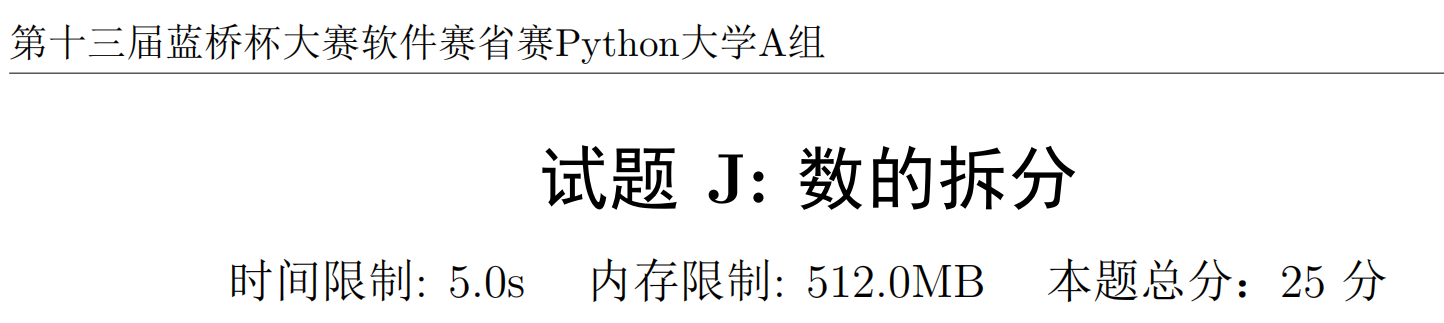 第十三届蓝桥杯大赛软件赛省赛Python大学A组
试题 J: 数的拆分
时间限制: 5.0s 内存限制: 512.0MB 本题总分：25 分